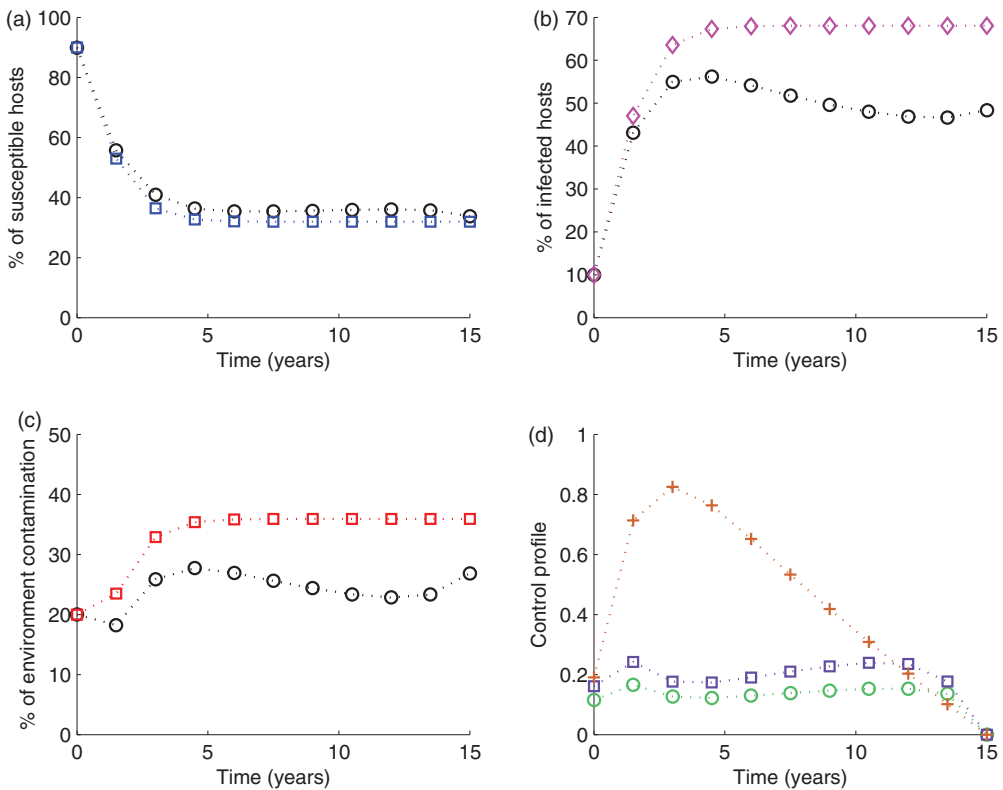 (a)
100
80
60
40
20
0
% of susceptible hosts
0 5 10 15
Time (years)
(b)
70
60
50
40
30
20
10
0
% of infected hosts
0 5 10 15
Time (years)
(c)
50
40
30
20
10
0
% of environment contamination
0 5 10 15
Time (years)
(d)
1
0.8
0.6
0.4
0.2
0
Control profile
0 5 10 15
Time (years)